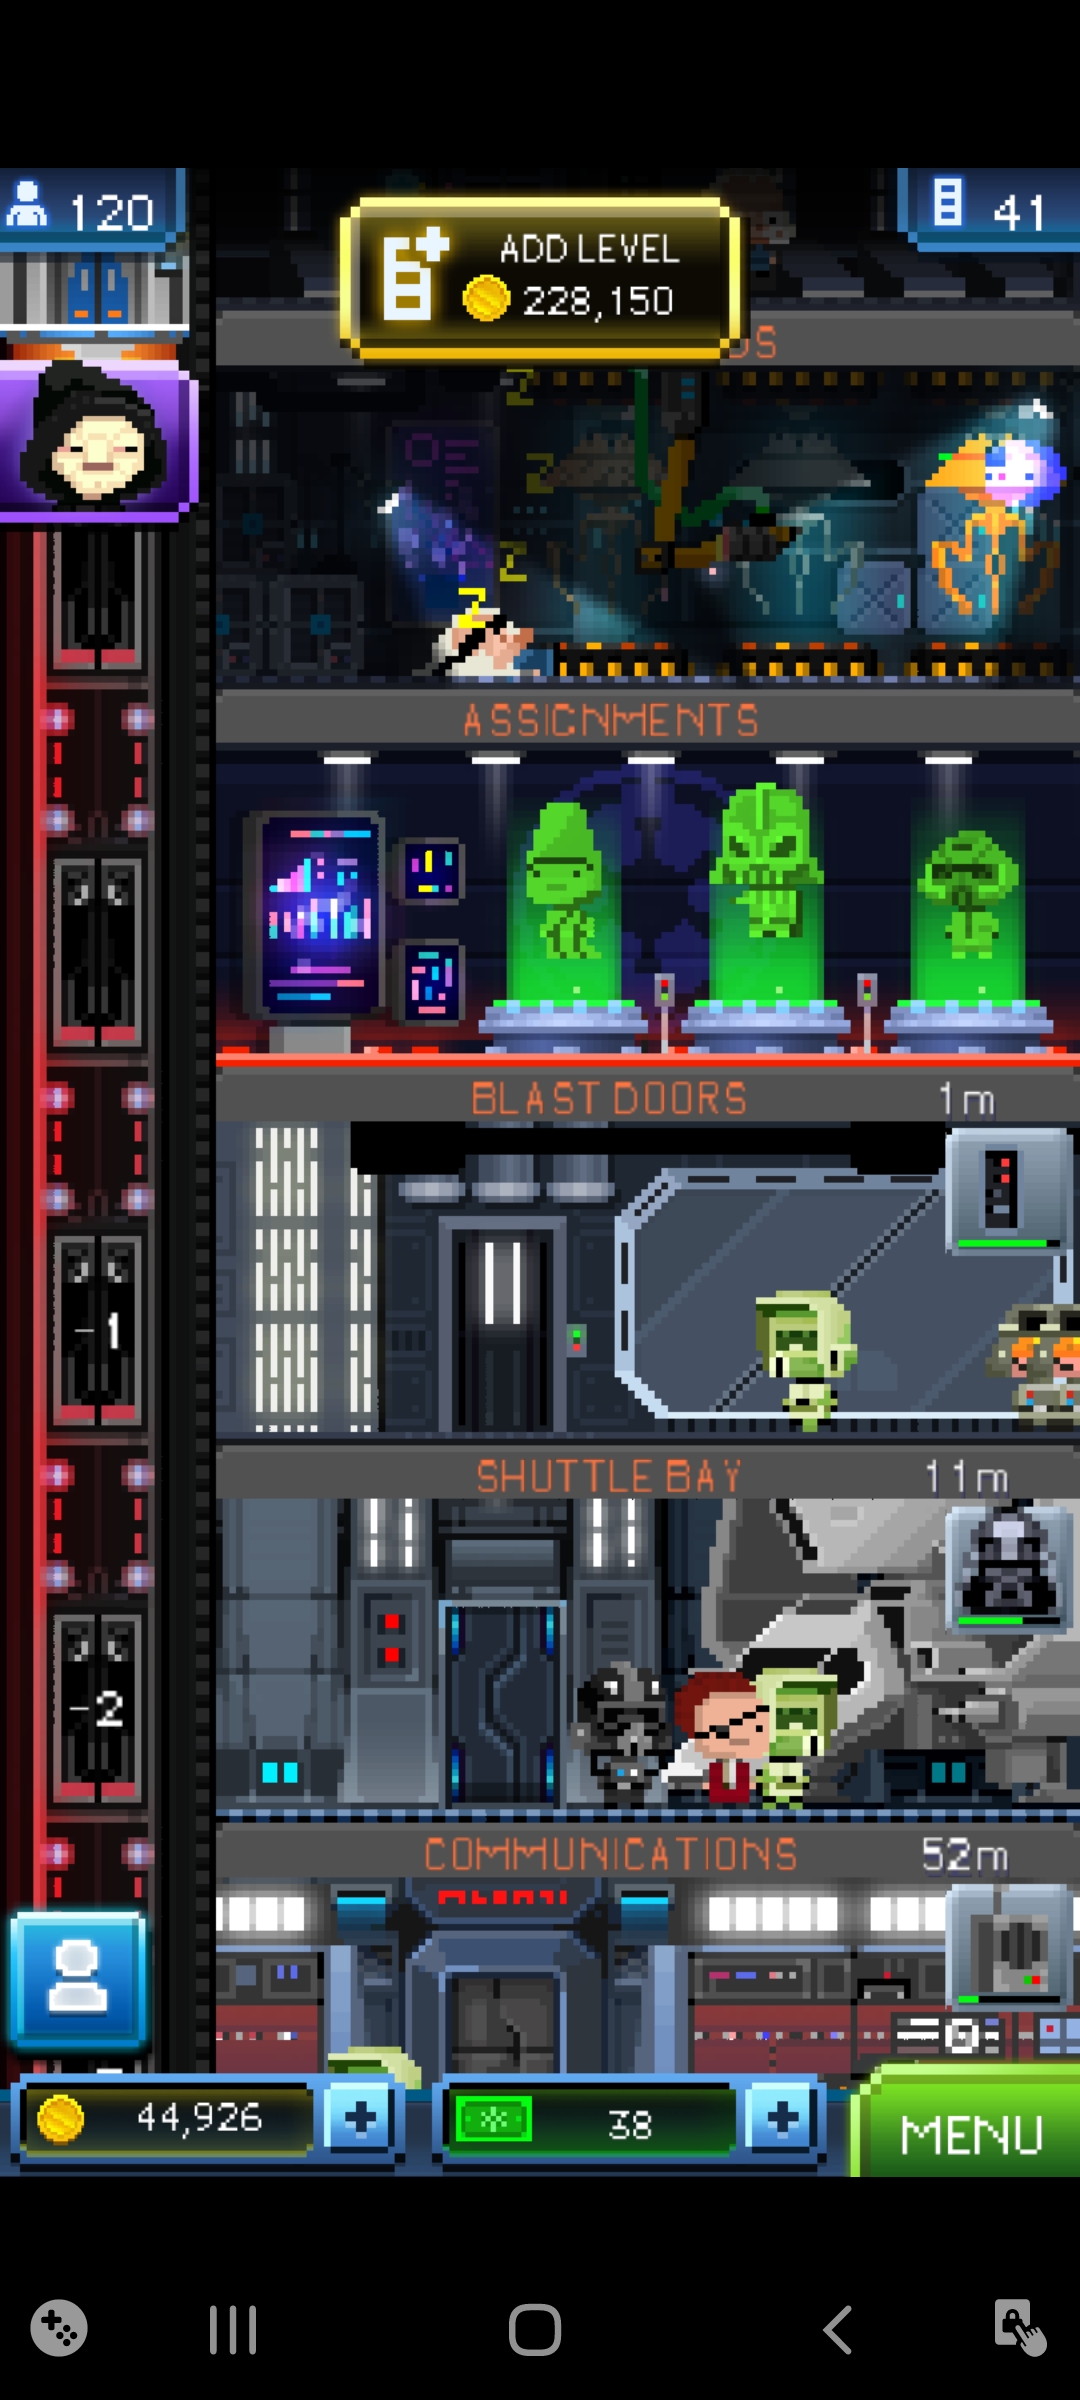 120
ADD LEVEL
228,150
41
DS
Z
Z
Z
Z
ASSIGNMENTS
BLAST DOORS 1m
-1
SHUTTLE BAY 11m
-2
COMMUNICATIONS 52m
44,926
38
MENU